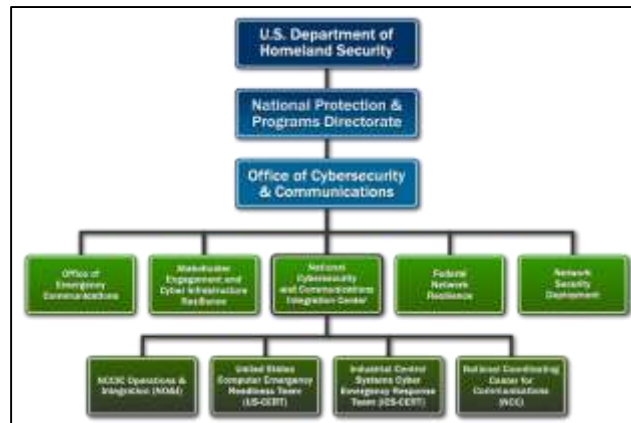 U.S. Department of
Homeland Security
National Protection &
Programs Directorate
Office of Cybersecurity
& Communications
Office of
Emergency
Communications
Stakeholder
Engagement and
Cyber Infrastructure
Resilience
National
Cybersecurity
and Communications
Integration Center
Federal
Network
Resilience
Network
Security
Deployment
NCCIC Operations &
Integration (NO&I)
United States
Computer Emergency
Readiness Team
(US-CERT)
Industrial Control
Systems Cyber
Emergency Response
Team (ICS-CERT)
National Coordinating
Center for
Communications
(NCC)